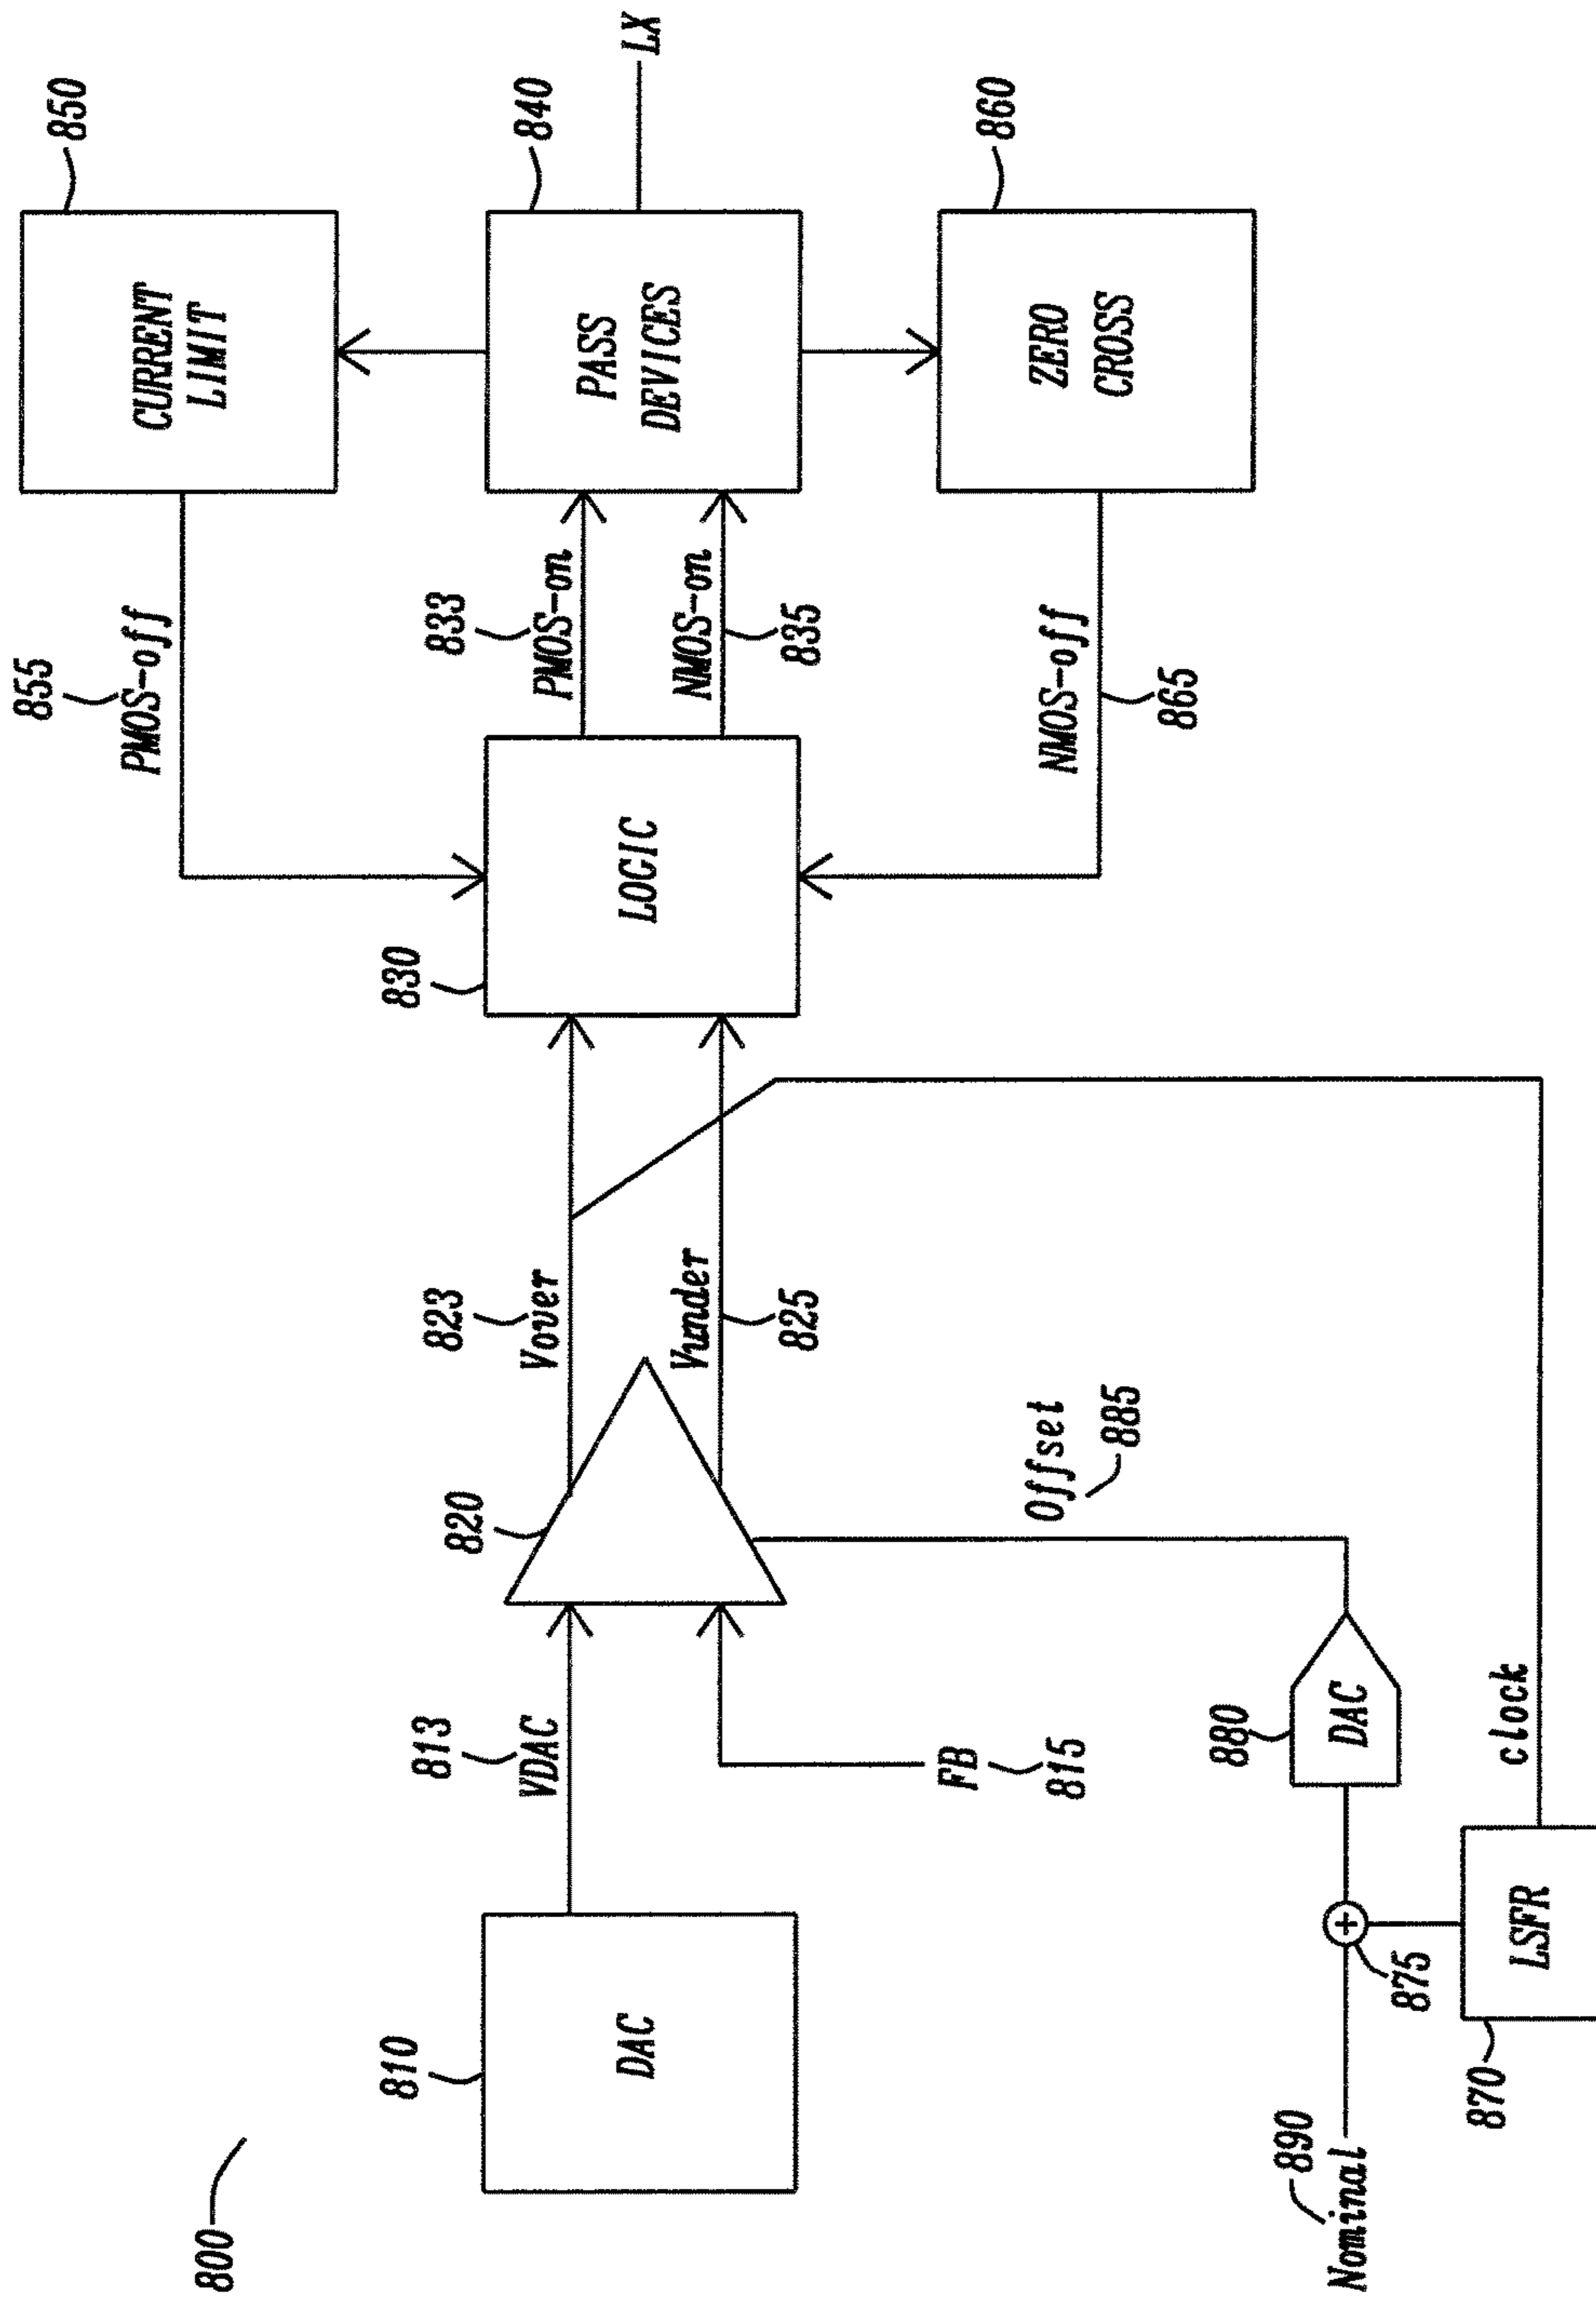 800
810
DAC
813
VDAC
FB
815
820
823
Vover
Vunder
825
830
LOGIC
855
PMOS-off
833
PMOS-on
NMOS-on
835
NMOS-off
865
850
CURRENT
LIMIT
840
PASS
DEVICES
LX
860
ZERO
CROSS
890
Nominal
875
870
LSFR
clock
880
DAC
Offset
885